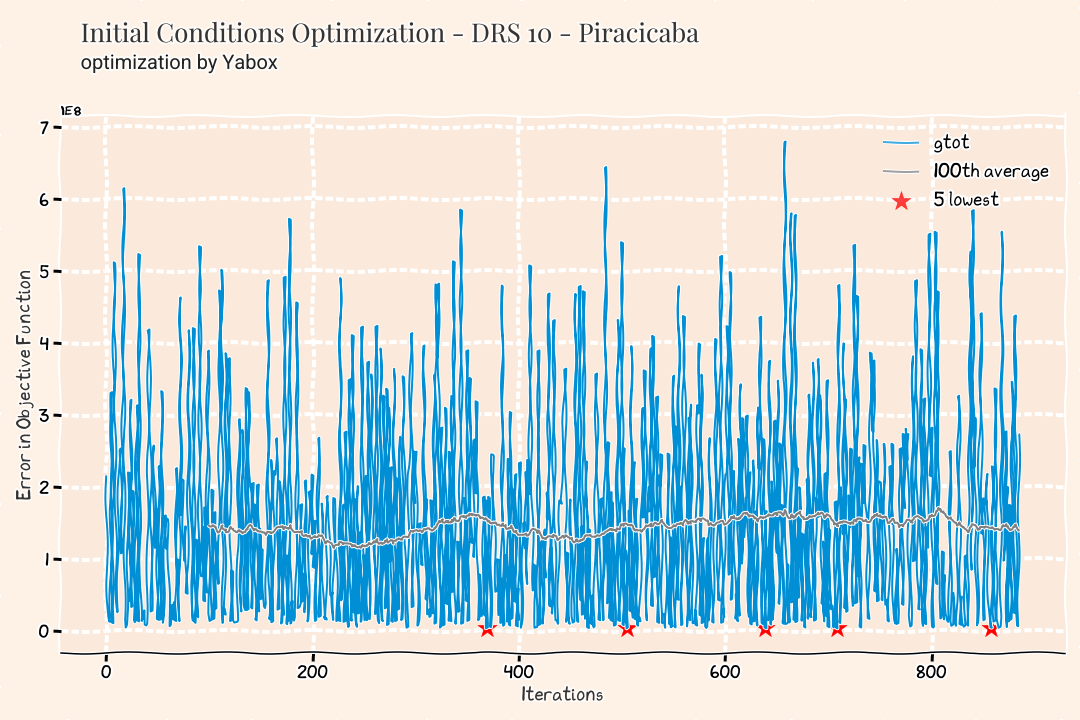 Initial Conditions Optimization - DRS 10 - Piracicaba
optimization by Yabox
1E8
7
6
5
4
3
2
1
0
Error in Objective Function
gtot
100th average
5 lowest
0 200 400 600 800
Iterations